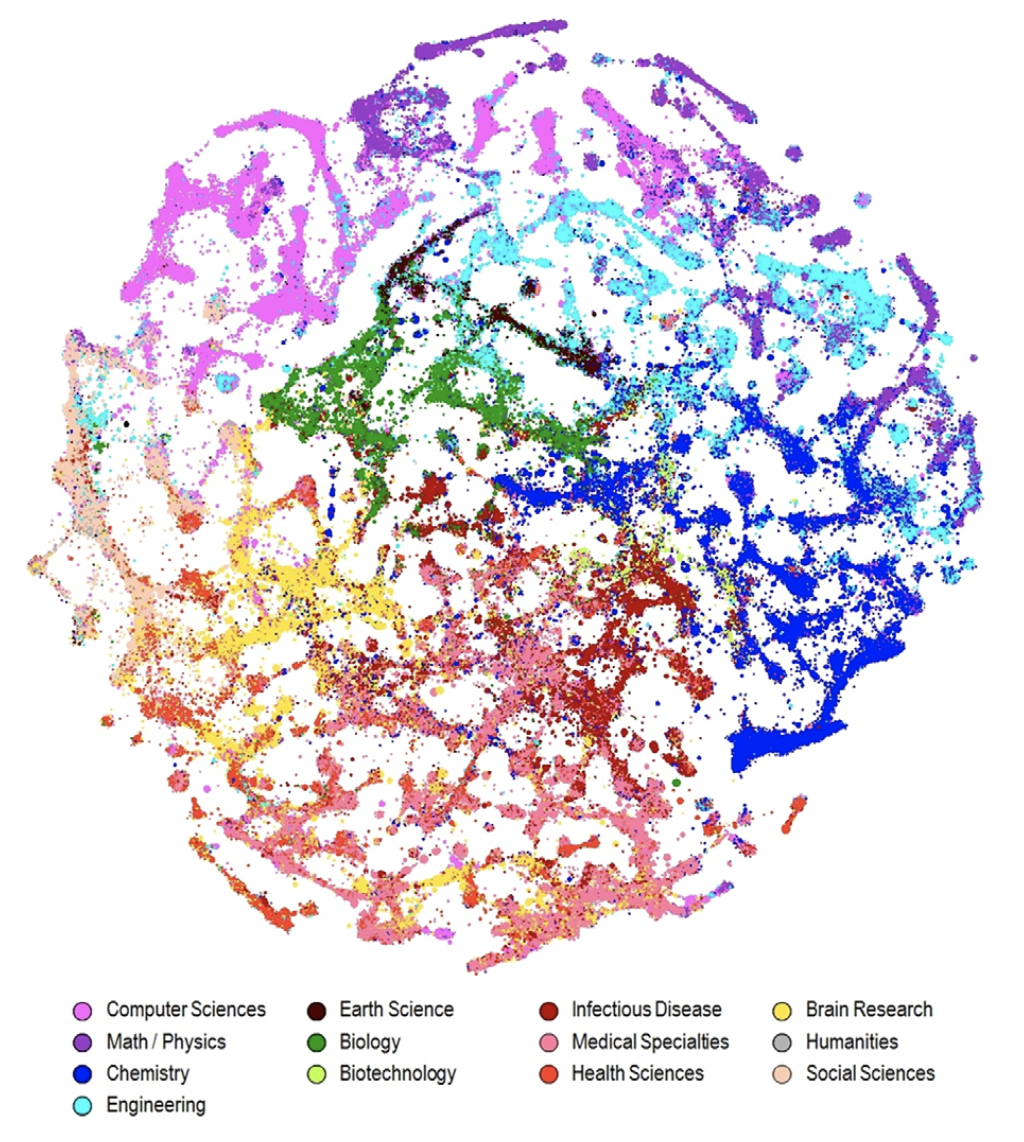 Computer Sciences
Earth Science
Infectious Disease
Brain Research
Math / Physics
Biology
Medical Specialties
Humanities
Chemistry
Biotechnology
Health Sciences
Social Sciences
Engineering